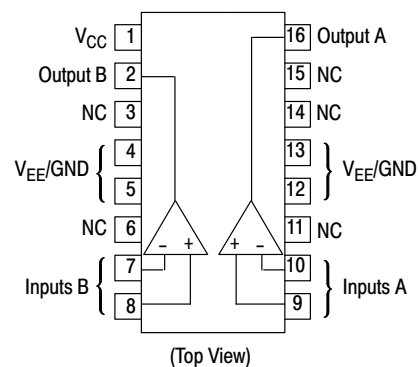 VCC 1
16 Output A
Output B 2
15 NC
NC 3
14 NC
4
13
VEE/GND
VEE/GND
5
12
NC 6
11 NC
- +
+ -
7
10
Inputs B
Inputs A
8
9
(Top View)